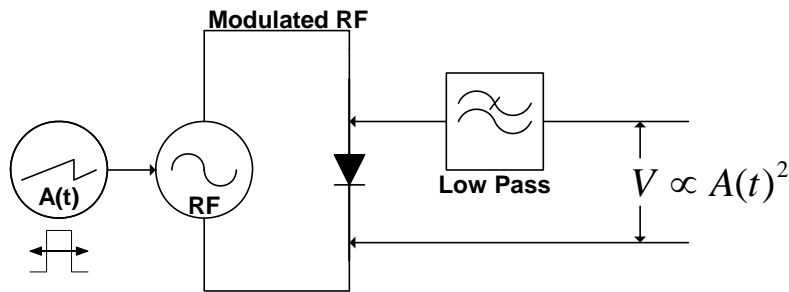 Modulated RF
A(t)
RF
Low Pass
V ∝ A(t)²